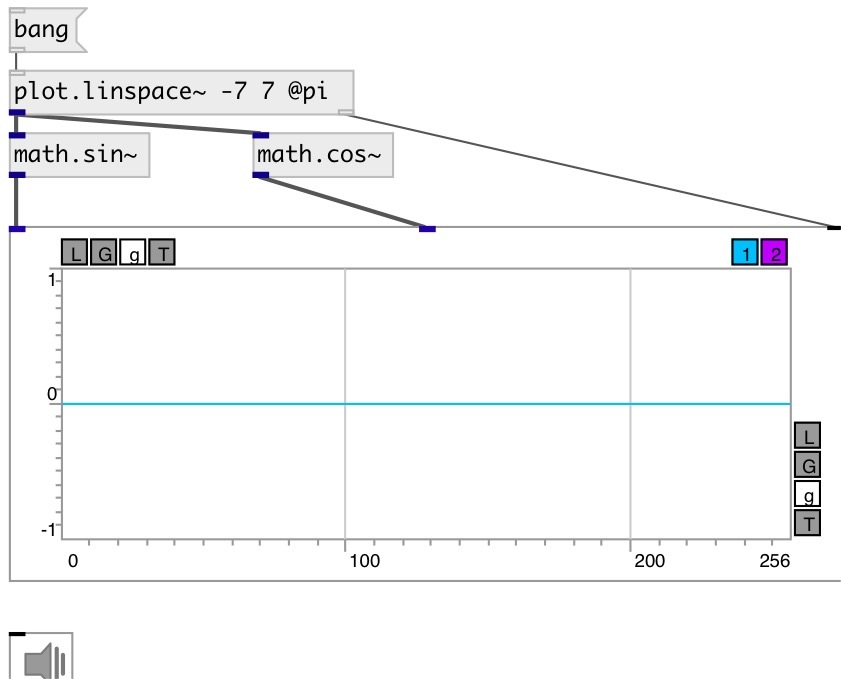 bang
plot.linspace~ -7 7 @pi
math.sin~ math.cos~
L G g T 1 2
1
0
-1
L
G
g
T
0 100 200 256